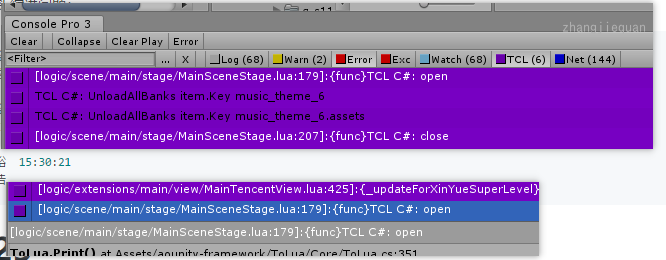 Console Pro 3
zhangjiequan
Clear Collapse Clear Play Error
<Filter> ... X Log (68) Warn (2) Error Exc Watch (68) TCL (6) Net (144)
[logic/scene/main/stage/MainSceneStage.lua:179]:{func}TCL C#: open
TCL C#: UnloadAllBanks item.Key music_theme_6
TCL C#: UnloadAllBanks item.Key music_theme_6.assets
[logic/scene/main/stage/MainSceneStage.lua:207]:{func}TCL C#: close
15:30:21
[logic/extensions/main/view/MainTencentView.lua:425]:{_updateForXinYueSuperLevel}
[logic/scene/main/stage/MainSceneStage.lua:179]:{func}TCL C#: open
[logic/scene/main/stage/MainSceneStage.lua:179]:{func}TCL C#: open
ToLua.Print() at Assets/aounity-framework/ToLua/Core/ToLua.cs:351